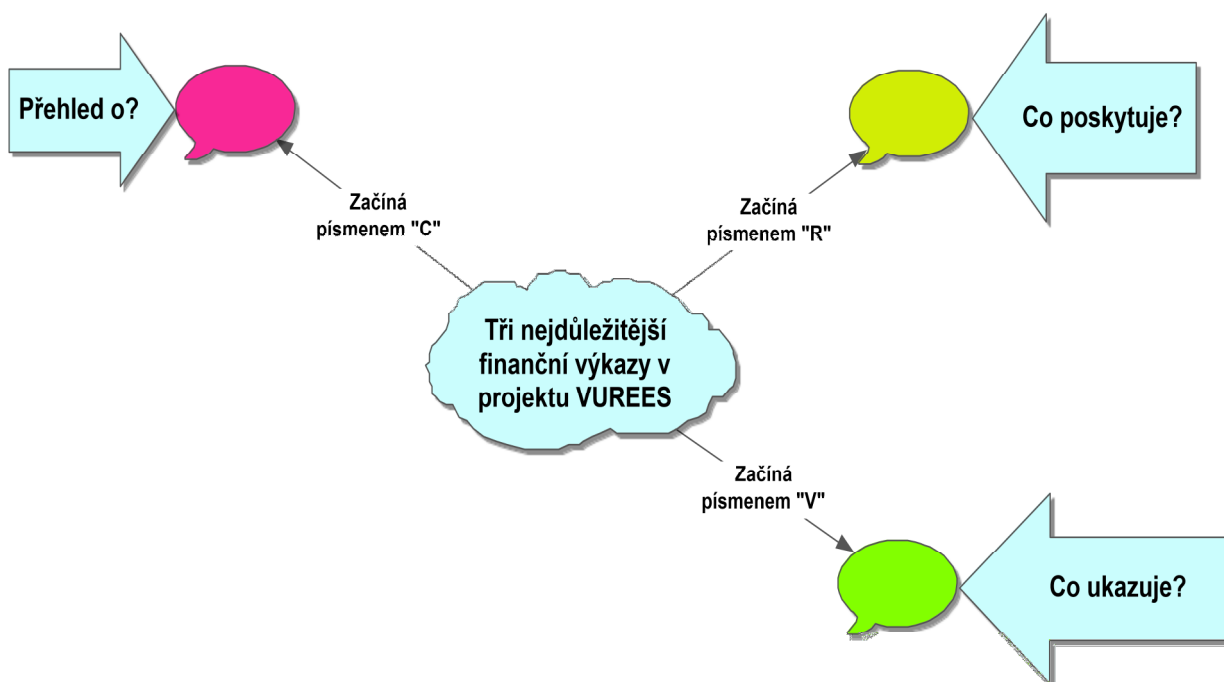 Přehled o?
Co poskytuje?
Začíná
písmenem "C"
Začíná
písmenem "R"
Tři nejdůležitější
finanční výkazy v
projektu VUREES
Začíná
písmenem "V"
Co ukazuje?